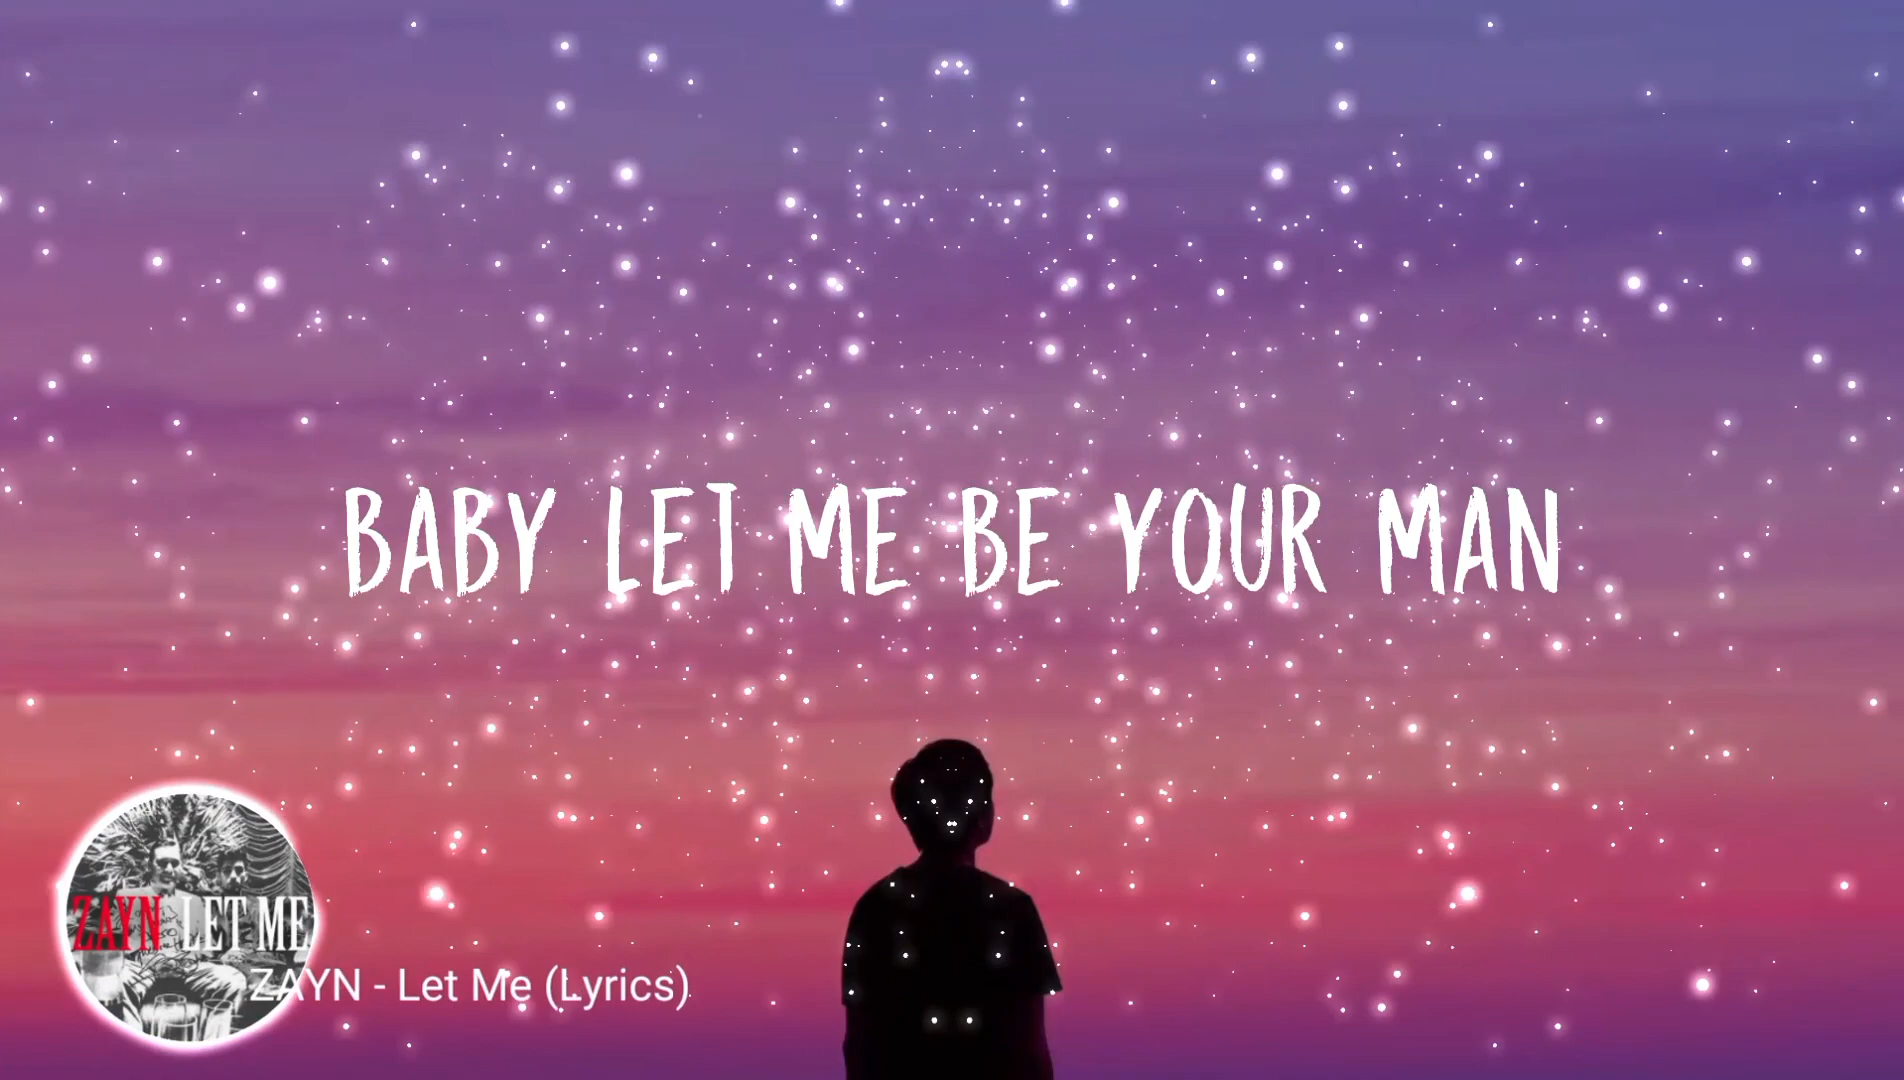 BABY LET ME BE YOUR MAN
ZAYN LET ME
ZAYN - Let Me (Lyrics)